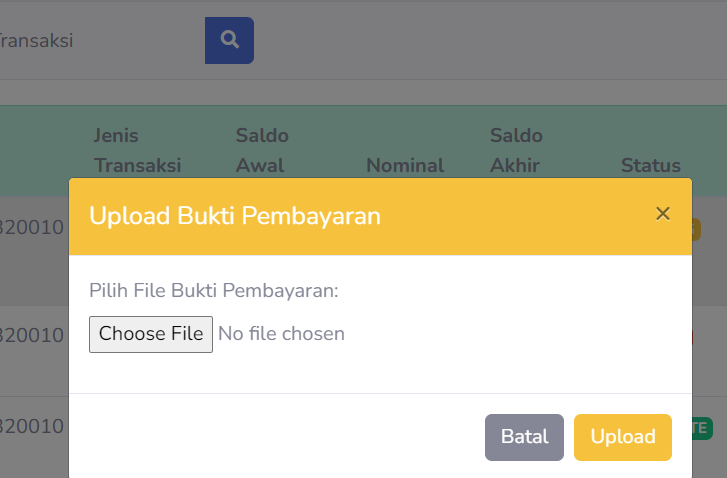 Transaksi
Jenis Saldo Saldo
Transaksi Awal Nominal Akhir Status
Upload Bukti Pembayaran ×
320010
Pilih File Bukti Pembayaran:
320010
Choose File No file chosen
320010
Batal Upload
TE